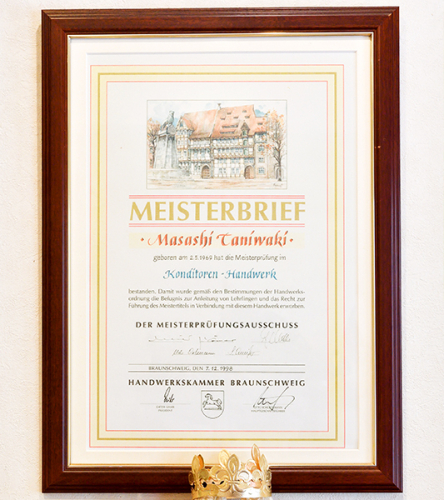 MEISTERBRIEF
· Masashi Taniwaki ·
geboren am 2.5.1969 hat die Meisterprüfung im
Konditoren-Handwerk
bestanden. Damit wurde gemäß den Bestimmungen der Handwerks-
ordnung die Befugnis zur Anleitung von Lehrlingen und das Recht zur
Führung des Meistertitels in Verbindung mit diesem Handwerk erworben.
DER MEISTERPRÜFUNGSAUSSCHUSS
BRAUNSCHWEIG, DEN 7. 12. 1998
HANDWERKSKAMMER BRAUNSCHWEIG